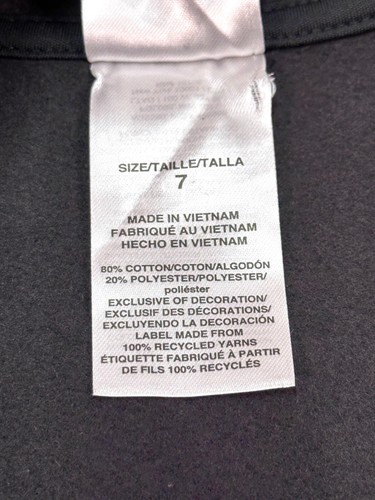 SIZE/TAILLE/TALLA
7
MADE IN VIETNAM
FABRIQUÉ AU VIETNAM
HECHO EN VIETNAM
80% COTTON/COTON/ALGODÓN
20% POLYESTER/POLYESTER/
poliéster
EXCLUSIVE OF DECORATION/
EXCLUSIF DES DÉCORATIONS/
EXCLUYENDO LA DECORACIÓN
LABEL MADE FROM
100% RECYCLED YARNS
ÉTIQUETTE FABRIQUÉ À PARTIR
DE FILS 100% RECYCLÉS